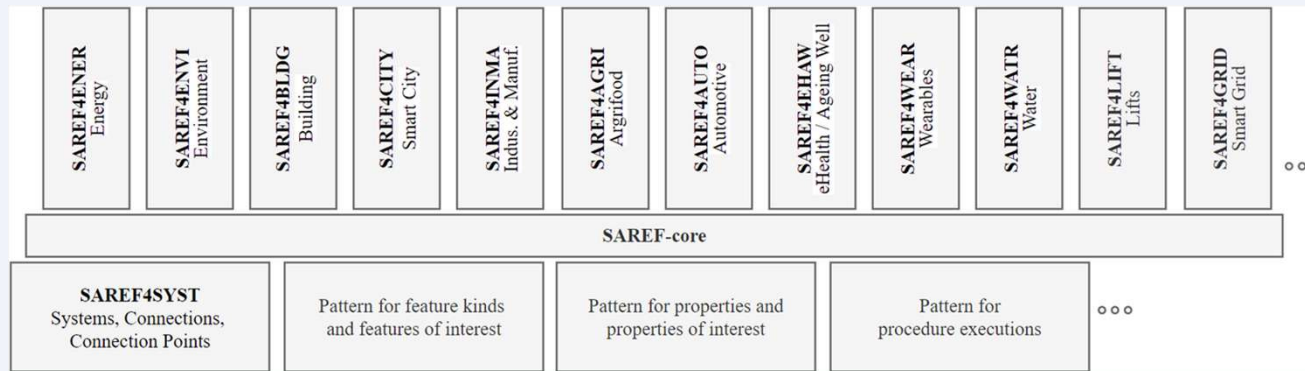 SAREF4ENER
Energy
SAREF4ENVI
Environment
SAREF4BLDG
Building
SAREF4CITY
Smart City
SAREF4INMA
Indus. & Manuf.
SAREF4AGRI
Argrifood
SAREF4AUTO
Automotive
SAREF4EHAW
eHealth / Ageing Well
SAREF4WEAR
Wearables
SAREF4WATR
Water
SAREF4LIFT
Lifts
SAREF4GRID
Smart Grid
SAREF-core
SAREF4SYST
Systems, Connections,
Connection Points
Pattern for feature kinds
and features of interest
Pattern for properties and
properties of interest
Pattern for
procedure executions